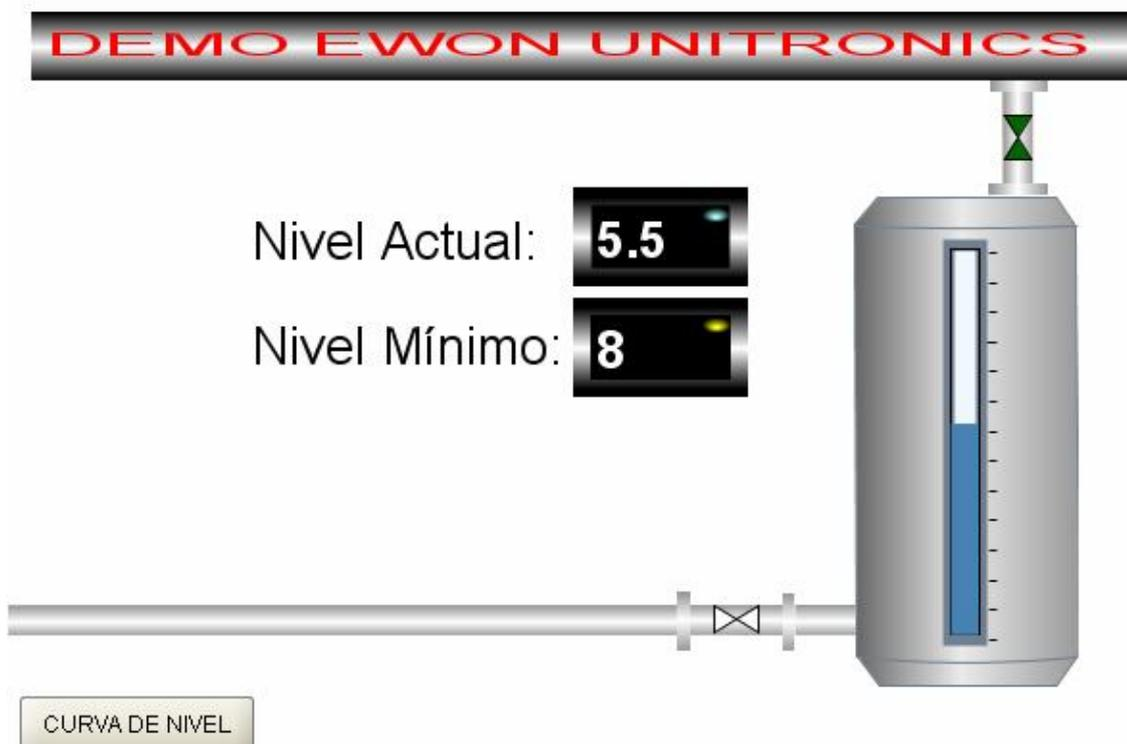 DEMO EWON UNITRONICS
Nivel Actual: 5.5
Nivel Mínimo: 8
CURVA DE NIVEL